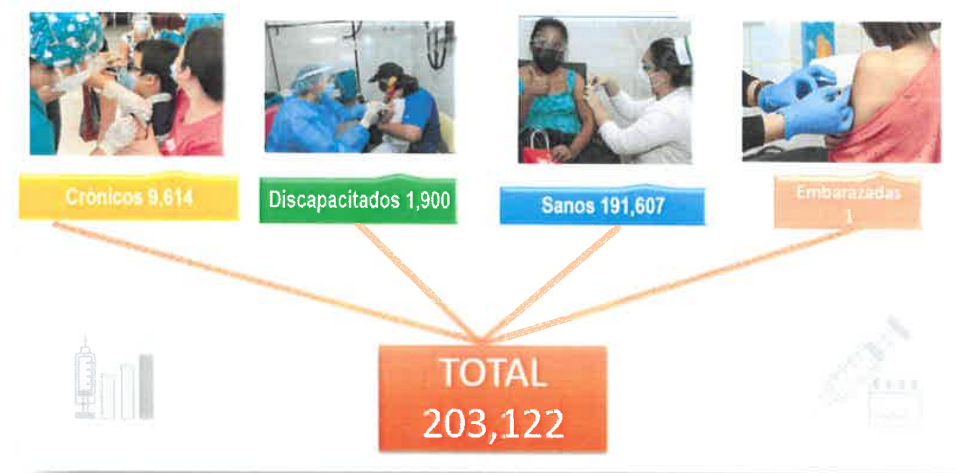 Crónicos 9,614
Discapacitados 1,900
Sanos 191,607
Embarazadas
1
TOTAL
203,122